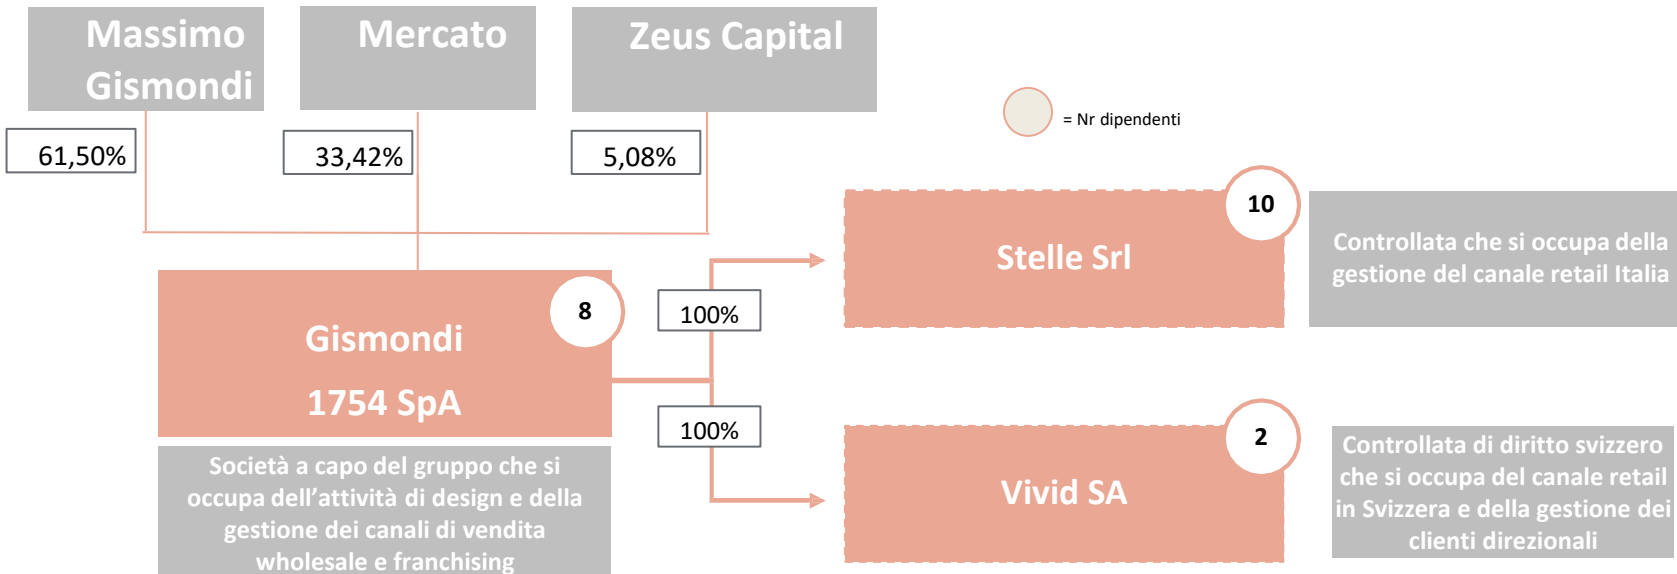 Massimo
Gismondi
Mercato
Zeus Capital
61,50%
33,42%
5,08%
= Nr dipendenti
Gismondi
1754 SpA
8
Società a capo del gruppo che si
occupa dell’attività di design e della
gestione dei canali di vendita
wholesale e franchising
100%
100%
Stelle Srl
10
Controllata che si occupa della
gestione del canale retail Italia
Vivid SA
2
Controllata di diritto svizzero
che si occupa del canale retail
in Svizzera e della gestione dei
clienti direzionali